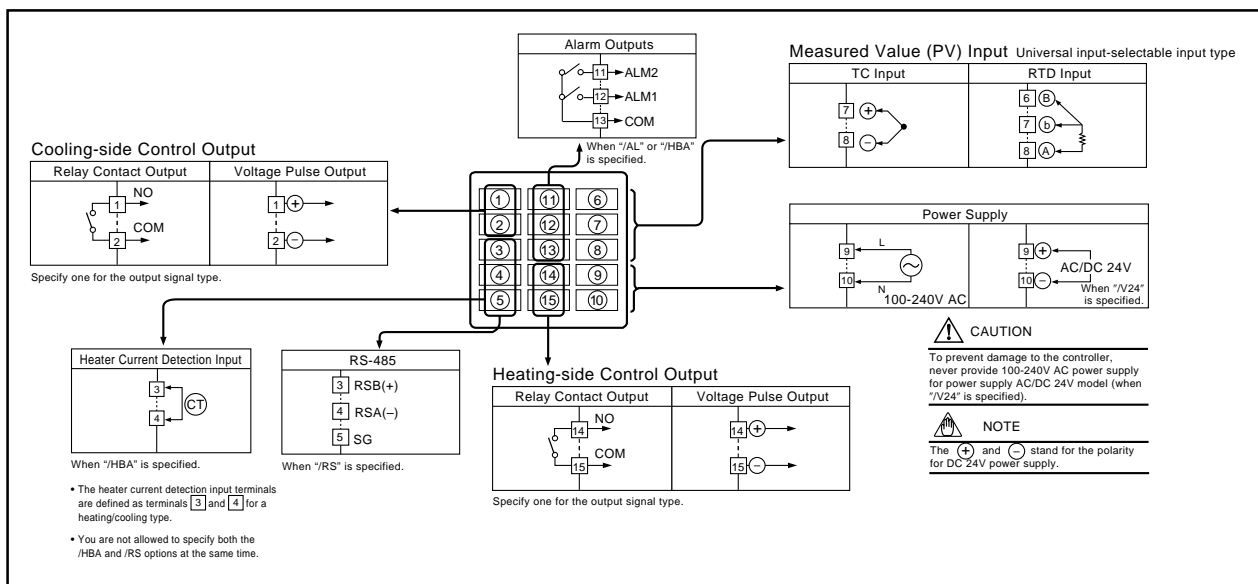 Alarm Outputs
11 ALM2
12 ALM1
13 COM
When "/AL" or "/HBA"
is specified.
Measured Value (PV) Input Universal input-selectable input type
TC Input
RTD Input
7 +
8 −
6 B
7 b
8 A
Cooling-side Control Output
Relay Contact Output
Voltage Pulse Output
NO
1
COM
2
1 +
2 −
Specify one for the output signal type.
1 11 6
2 12 7
3 13 8
4 14 9
5 15 10
Power Supply
9 L
10 N
100-240V AC
9 +
AC/DC 24V
10 −
When "/V24"
is specified.
CAUTION
To prevent damage to the controller,
never provide 100-240V AC power supply
for power supply AC/DC 24V model (when
"/V24" is specified).
NOTE
The + and − stand for the polarity
for DC 24V power supply.
Heater Current Detection Input
3
CT
4
When "/HBA" is specified.
• The heater current detection input terminals
are defined as terminals 3 and 4 for a
heating/cooling type.
• You are not allowed to specify both the
/HBA and /RS options at the same time.
RS-485
3 RSB(+)
4 RSA(–)
5 SG
When "/RS" is specified.
Heating-side Control Output
Relay Contact Output
Voltage Pulse Output
NO
14
COM
15
14 +
15 −
Specify one for the output signal type.